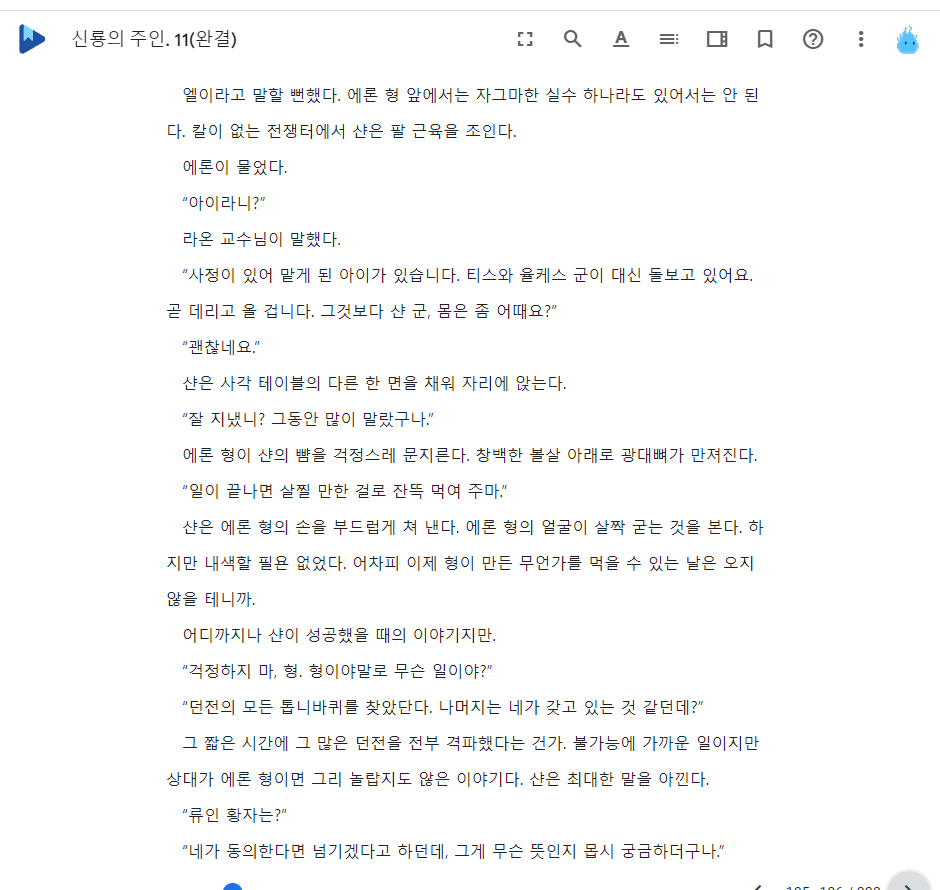 신룡의 주인. 11(완결)
엘이라고 말할 뻔했다. 에론 형 앞에서는 자그마한 실수 하나라도 있어서는 안 된
다. 칼이 없는 전쟁터에서 샨은 팔 근육을 조인다.
에론이 물었다.
“아이라니?”
라온 교수님이 말했다.
“사정이 있어 맡게 된 아이가 있습니다. 티스와 율케스 군이 대신 돌보고 있어요.
곧 데리고 올 겁니다. 그것보다 샨 군, 몸은 좀 어때요?”
“괜찮네요.”
샨은 사각 테이블의 다른 한 면을 채워 자리에 앉는다.
“잘 지냈니? 그동안 많이 말랐구나.”
에론 형이 샨의 뺨을 걱정스레 문지른다. 창백한 볼살 아래로 광대뼈가 만져진다.
“일이 끝나면 살찔 만한 걸로 잔뜩 먹여 주마.”
샨은 에론 형의 손을 부드럽게 쳐 낸다. 에론 형의 얼굴이 살짝 굳는 것을 본다. 하
지만 내색할 필욘 없었다. 어차피 이제 형이 만든 무언가를 먹을 수 있는 날은 오지
않을 테니까.
어디까지나 샨이 성공했을 때의 이야기지만.
“걱정하지 마, 형. 형이야말로 무슨 일이야?”
“던전의 모든 톱니바퀴를 찾았단다. 나머지는 네가 갖고 있는 것 같던데?”
그 짧은 시간에 그 많은 던전을 전부 격파했다는 건가. 불가능에 가까운 일이지만
상대가 에론 형이면 그리 놀랍지도 않은 이야기다. 샨은 최대한 말을 아낀다.
“류인 황자는?”
“네가 동의한다면 넘기겠다고 하던데, 그게 무슨 뜻인지 몹시 궁금하더구나.”